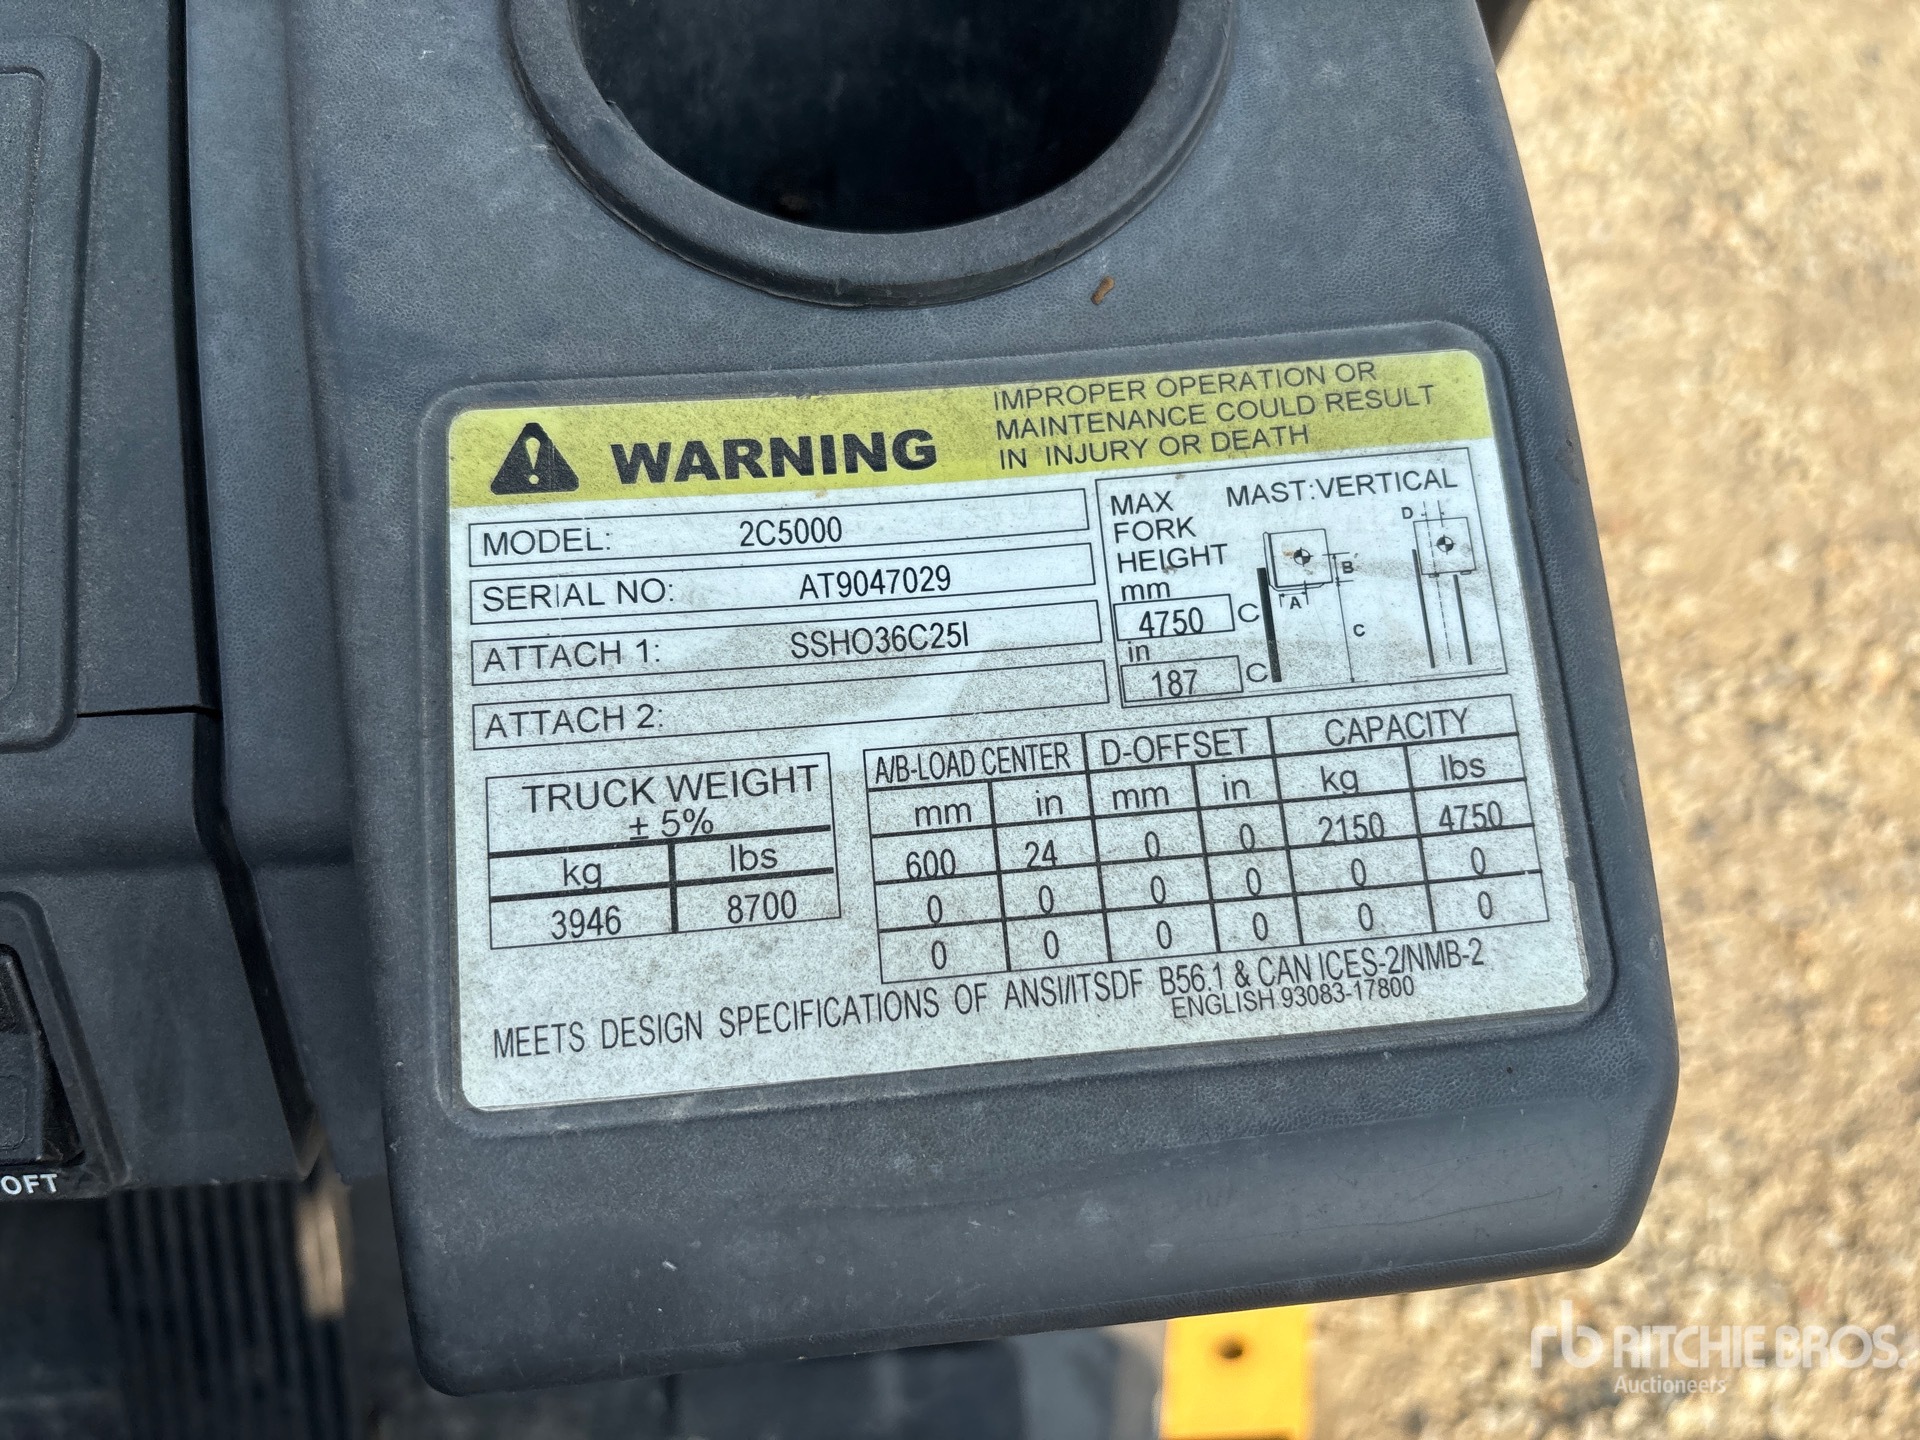 WARNING
IMPROPER OPERATION OR
MAINTENANCE COULD RESULT
IN INJURY OR DEATH
MODEL: 2C5000
SERIAL NO: AT9047029
ATTACH 1: SSHO36C25I
ATTACH 2:
MAX
FORK
HEIGHT
mm
4750 C
in
187 C
MAST:VERTICAL
D
B
A
C
TRUCK WEIGHT
± 5%
kg lbs
3946 8700
A/B-LOAD CENTER D-OFFSET CAPACITY
mm in mm in kg lbs
600 24 0 0 2150 4750
0 0 0 0 0 0
0 0 0 0 0 0
MEETS DESIGN SPECIFICATIONS OF ANSI/ITSDF B56.1 & CAN ICES-2/NMB-2
ENGLISH 93083-17800
OFT
rb RITCHIE BROS.
Auctioneers